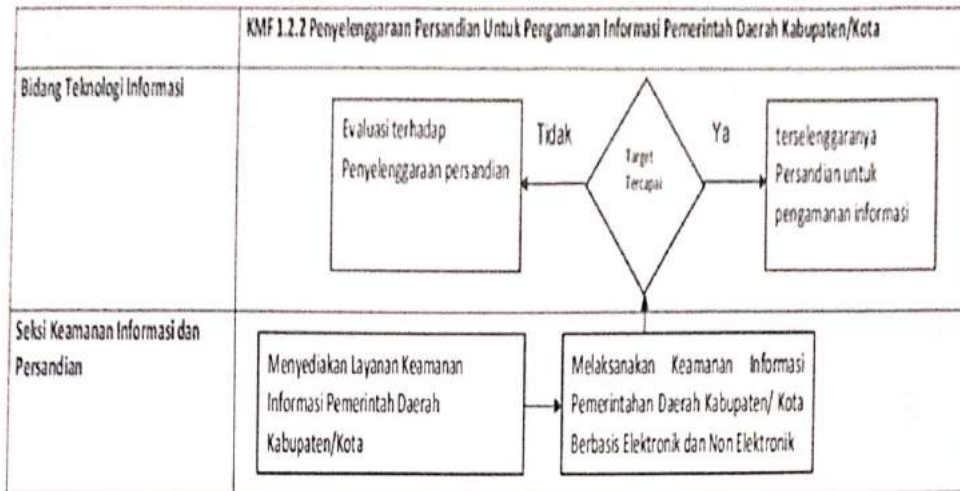 KMF 1.2.2 Penyelenggaraan Persandian Untuk Pengamanan Informasi Pemerintah Daerah Kabupaten/Kota
Bidang Teknologi Informasi
Evaluasi terhadap
Penyelenggaraan persandian
Tidak
Target
Tercapai
Ya
terselenggaranya
Persandian untuk
pengamanan informasi
Seksi Keamanan Informasi dan
Persandian
Menyediakan Layanan Keamanan
Informasi Pemerintah Daerah
Kabupaten/Kota
Melaksanakan Keamanan Informasi
Pemerintahan Daerah Kabupaten/ Kota
Berbasis Elektronik dan Non Elektronik